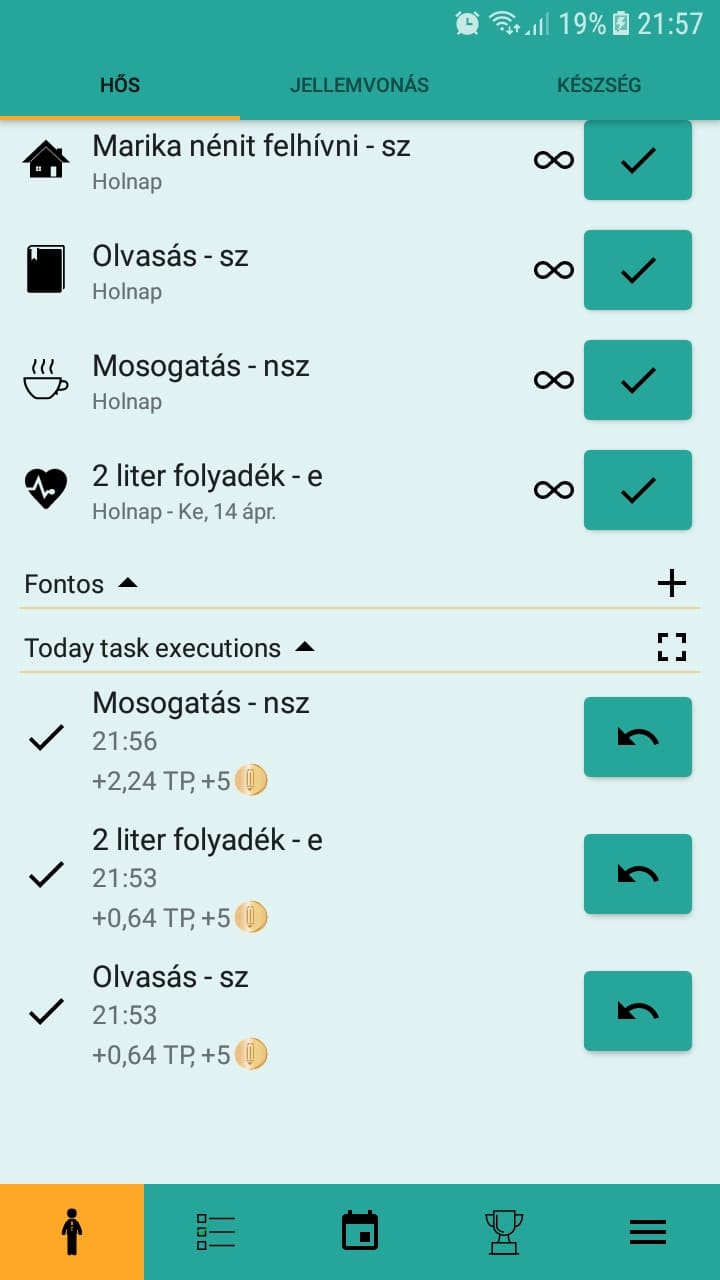 19% 21:57
HŐS JELLEMVONÁS KÉSZSÉG
Marika nénit felhívni - sz
Holnap
Olvasás - sz
Holnap
Mosogatás - nsz
Holnap
2 liter folyadék - e
Holnap - Ke, 14 ápr.
Fontos
Today task executions
Mosogatás - nsz
21:56
+2,24 TP, +5
2 liter folyadék - e
21:53
+0,64 TP, +5
Olvasás - sz
21:53
+0,64 TP, +5